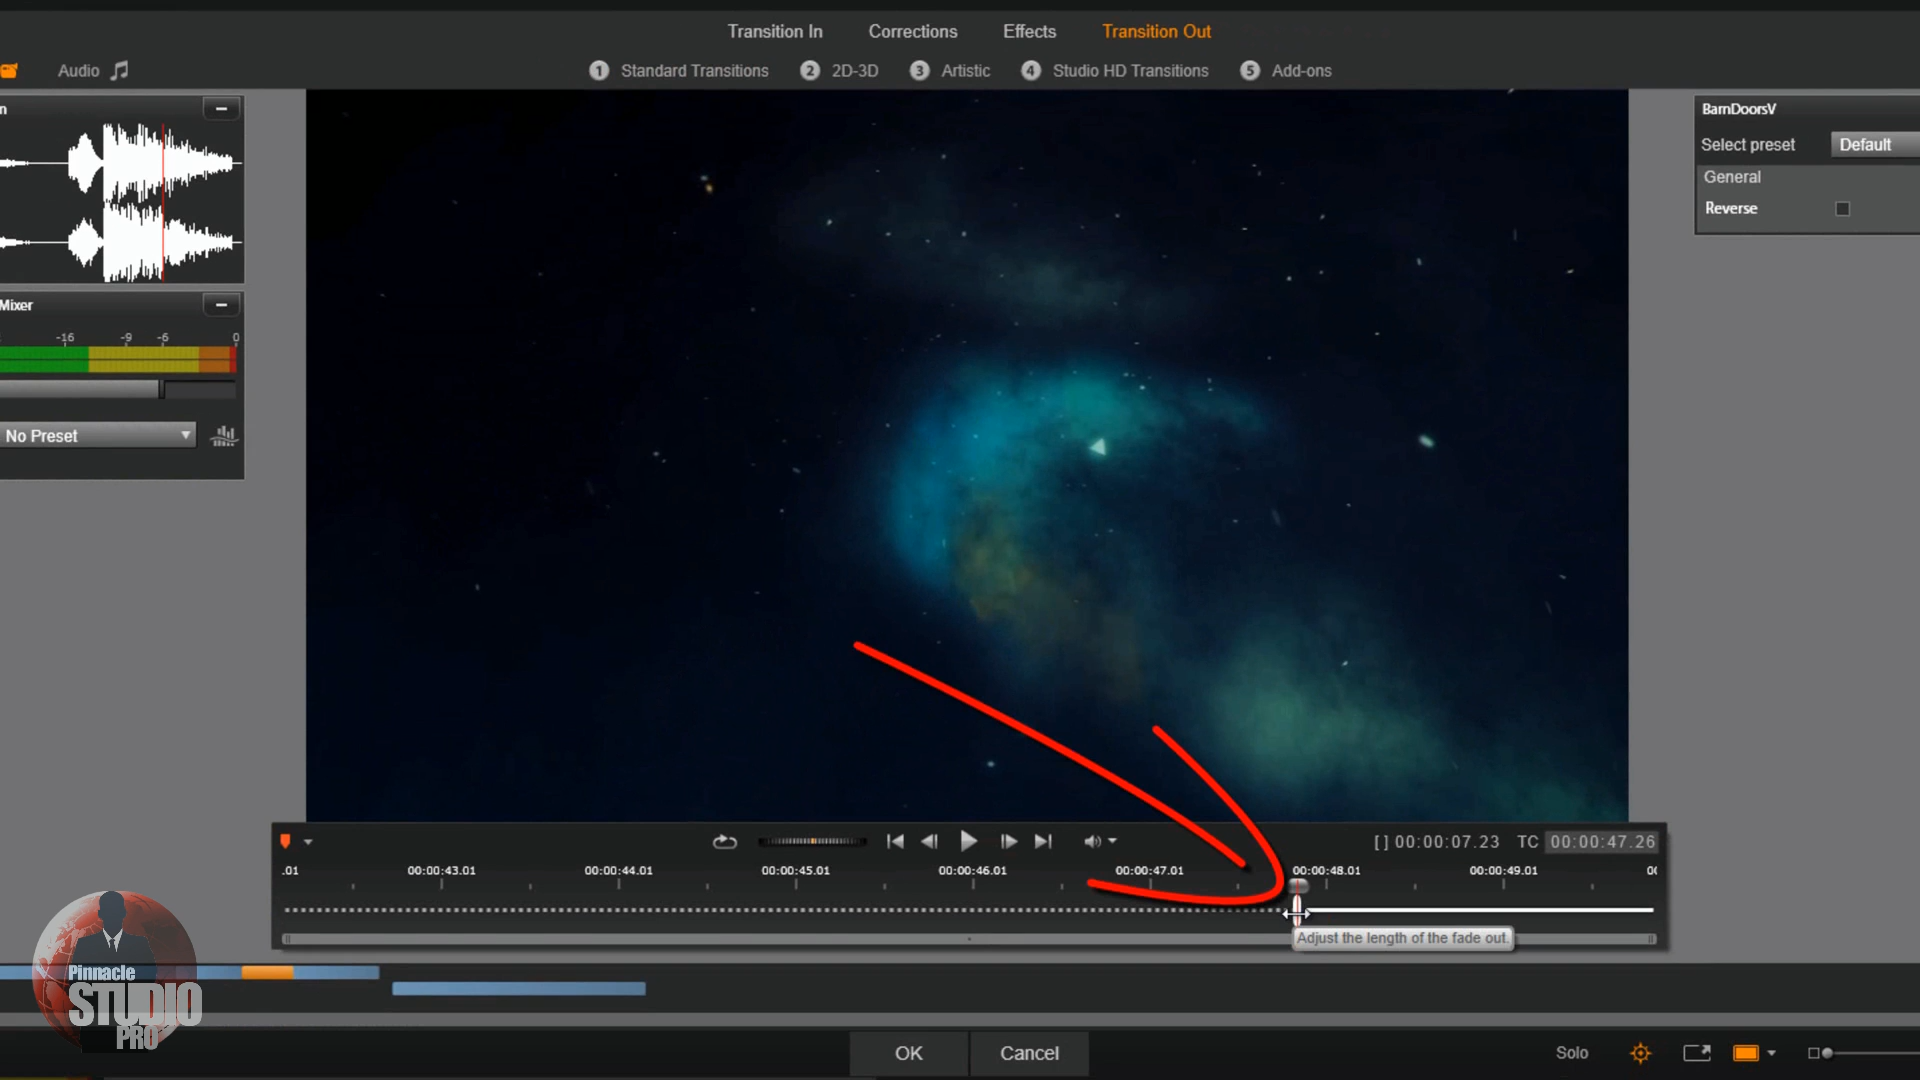 Transition In Corrections Effects Transition Out
Audio 1 Standard Transitions 2 2D-3D 3 Artistic 4 Studio HD Transitions 5 Add-ons
n
BarnDoorsV
Select preset Default
General
Reverse
Mixer
-16 -9 -6 0
No Preset
[ ] 00:00:07.23 TC 00:00:47.26
.01 00:00:43.01 00:00:44.01 00:00:45.01 00:00:46.01 00:00:47.01 00:00:48.01 00:00:49.01 00
Adjust the length of the fade out.
Pinnacle
STUDIO
PRO
OK Cancel Solo